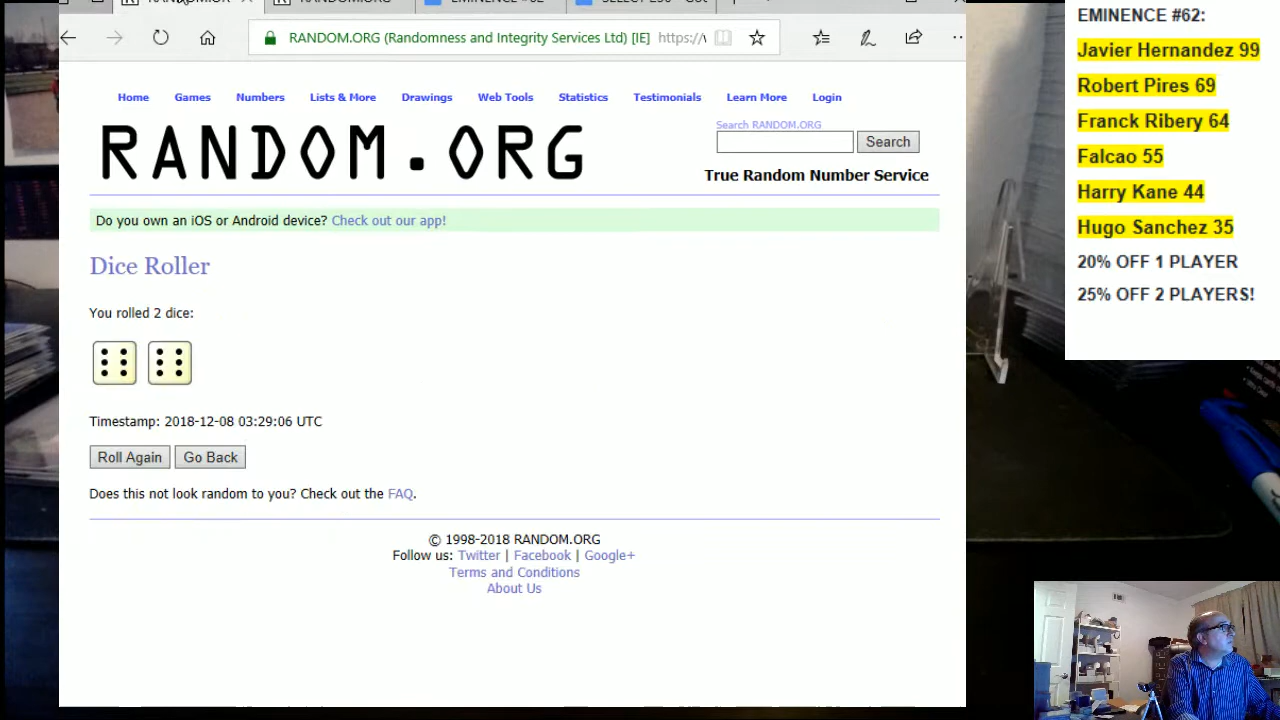 RANDOM.ORG (Randomness and Integrity Services Ltd) [IE] https://
Home Games Numbers Lists & More Drawings Web Tools Statistics Testimonials Learn More Login
RANDOM.ORG
Search RANDOM.ORG
Search
True Random Number Service
Do you own an iOS or Android device? Check out our app!
Dice Roller
You rolled 2 dice:
Timestamp: 2018-12-08 03:29:06 UTC
Roll Again Go Back
Does this not look random to you? Check out the FAQ.
© 1998-2018 RANDOM.ORG
Follow us: Twitter | Facebook | Google+
Terms and Conditions
About Us
EMINENCE #62:
Javier Hernandez 99
Robert Pires 69
Franck Ribery 64
Falcao 55
Harry Kane 44
Hugo Sanchez 35
20% OFF 1 PLAYER
25% OFF 2 PLAYERS!